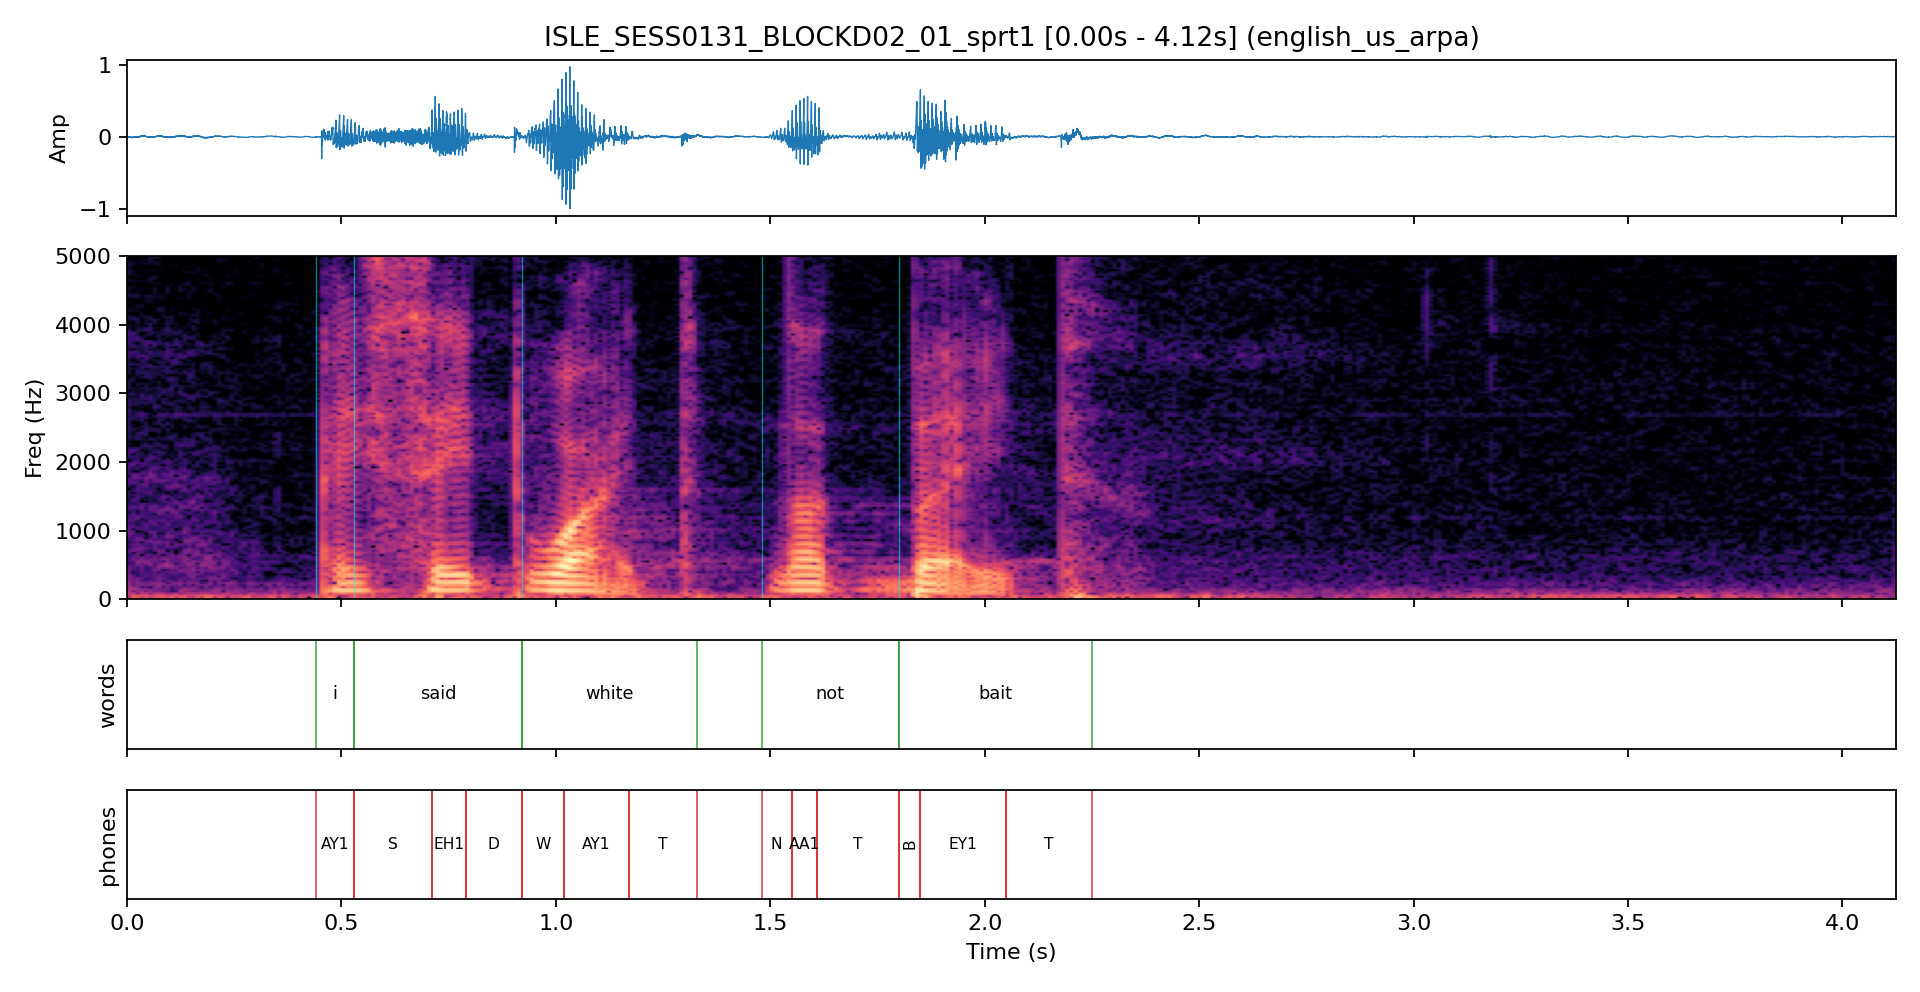 ISLE_SESS0131_BLOCKD02_01_sprt1 [0.00s - 4.12s] (english_us_arpa)
1
0
−1
Amp
5000
4000
3000
2000
1000
0
Freq (Hz)
words
i said white not bait
phones
AY1 S EH1 D W AY1 T N AA1 T B EY1 T
0.0 0.5 1.0 1.5 2.0 2.5 3.0 3.5 4.0
Time (s)